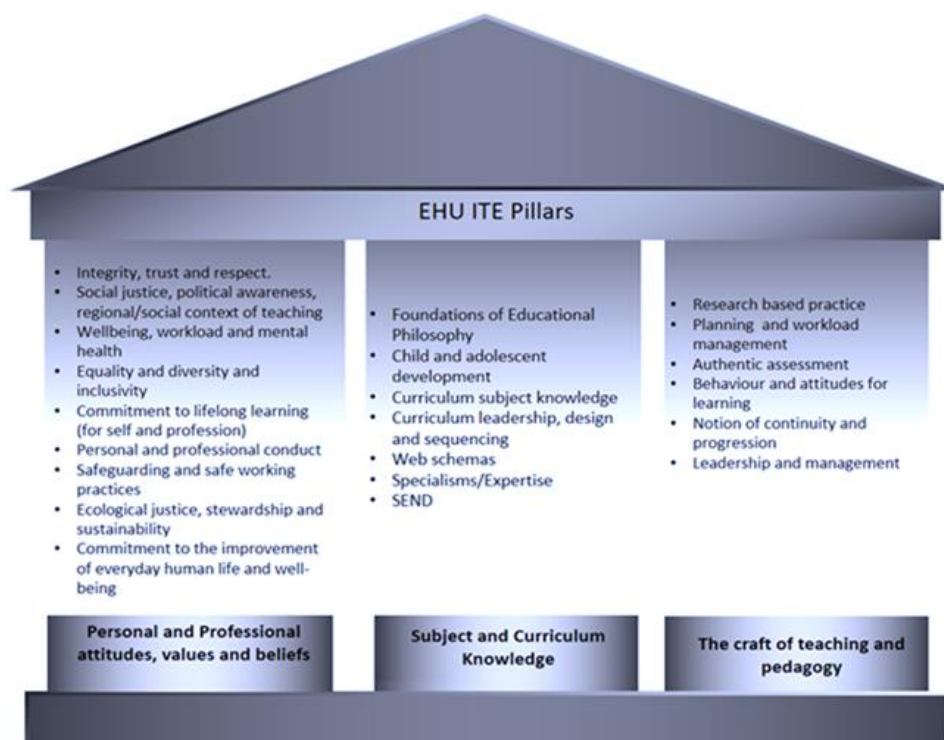 EHU ITE Pillars
• Integrity, trust and respect.
• Social justice, political awareness,
regional/social context of teaching
• Wellbeing, workload and mental
health
• Equality and diversity and
inclusivity
• Commitment to lifelong learning
(for self and profession)
• Personal and professional conduct
• Safeguarding and safe working
practices
• Ecological justice, stewardship and
sustainability
• Commitment to the improvement
of everyday human life and well-
being
Personal and Professional
attitudes, values and beliefs
• Foundations of Educational
Philosophy
• Child and adolescent
development
• Curriculum subject knowledge
• Curriculum leadership, design
and sequencing
• Web schemas
• Specialisms/Expertise
• SEND
Subject and Curriculum
Knowledge
• Research based practice
• Planning and workload
management
• Authentic assessment
• Behaviour and attitudes for
learning
• Notion of continuity and
progression
• Leadership and management
The craft of teaching and
pedagogy